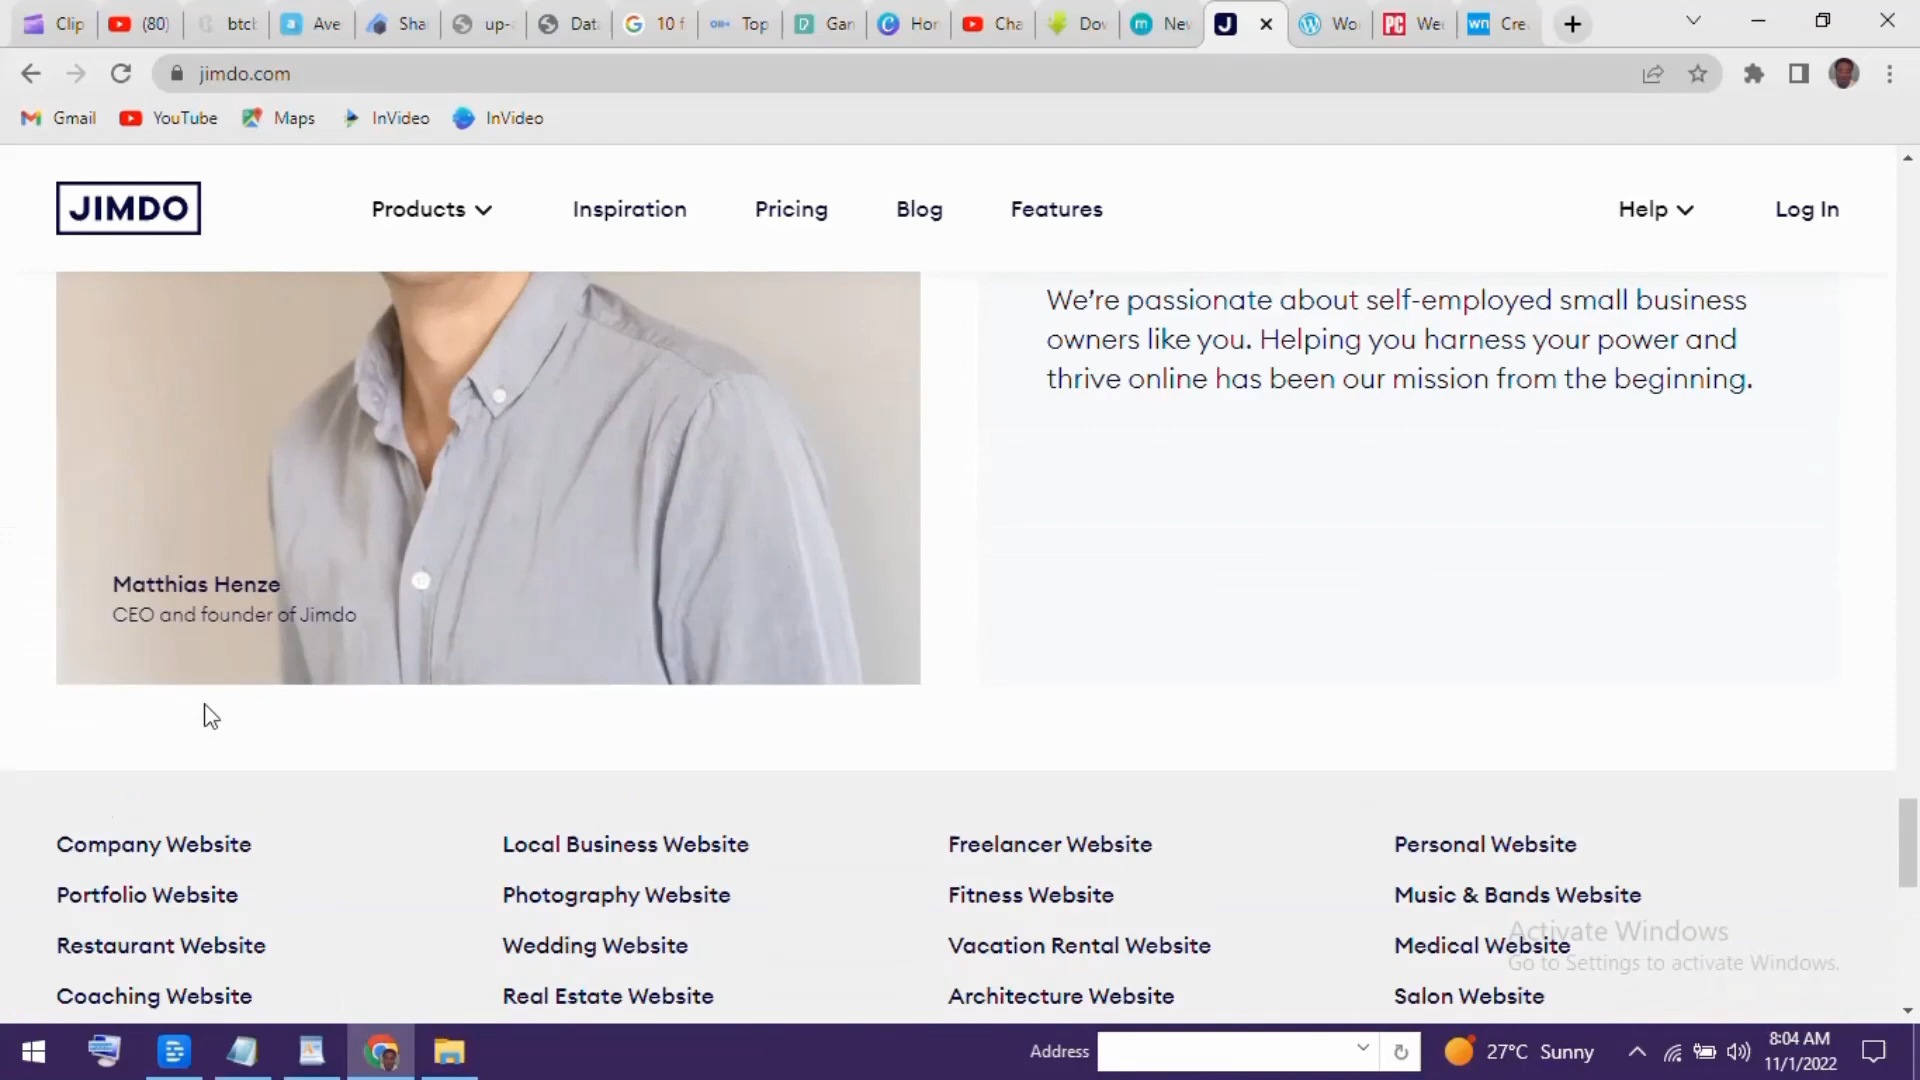 Clip
(80)
btcl
Ave
Sha
up-
Data
10 f
Top
Gar
Hor
Cha
Dov
Nev
Wo
We
Cre
jimdo.com
Gmail
YouTube
Maps
InVideo
InVideo
JIMDO
Products
Inspiration
Pricing
Blog
Features
Help
Log In
We’re passionate about self-employed small business
owners like you. Helping you harness your power and
thrive online has been our mission from the beginning.
Matthias Henze
CEO and founder of Jimdo
Company Website
Local Business Website
Freelancer Website
Personal Website
Portfolio Website
Photography Website
Fitness Website
Music & Bands Website
Restaurant Website
Wedding Website
Vacation Rental Website
Medical Website
Coaching Website
Real Estate Website
Architecture Website
Salon Website
Activate Windows
Go to Settings to activate Windows.
Address
27°C Sunny
8:04 AM
11/1/2022